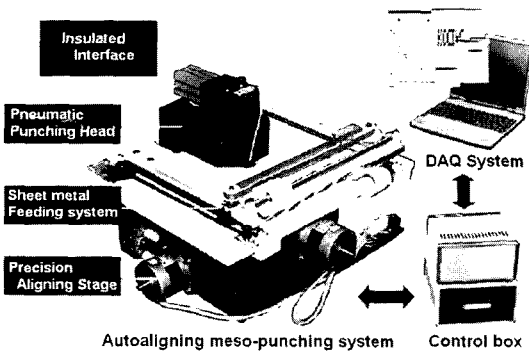 Insulated
Interface
Pneumatic
Punching Head
Sheet metal
Feeding system
Precision
Aligning Stage
DAQ System
Autoaligning meso-punching system
Control box